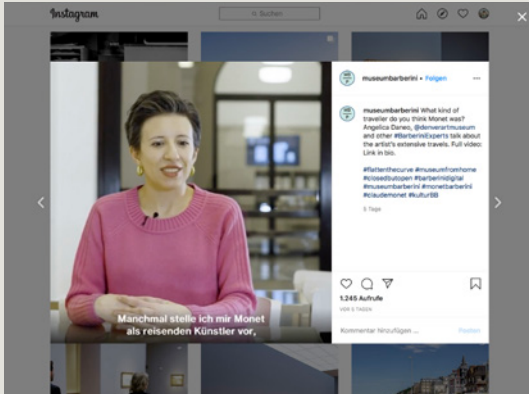 Instagram
Suchen
museumbarberini • Folgen
museumbarberini What kind of
traveller do you think Monet was?
Angelica Daneo, @denverartmuseum
and other #BarberiniExperts talk about
the artist's extensive travels. Full video:
Link in bio.
#flattenthecurve #museumfromhome
#closedbutopen #barberinidigital
#museumbarberini #monetbarberini
#claudemonet #kulturBB
5 Tage
Manchmal stelle ich mir Monet
als reisenden Künstler vor,
1.245 Aufrufe
VOR 5 TAGEN
Kommentar hinzufügen ...
Posten